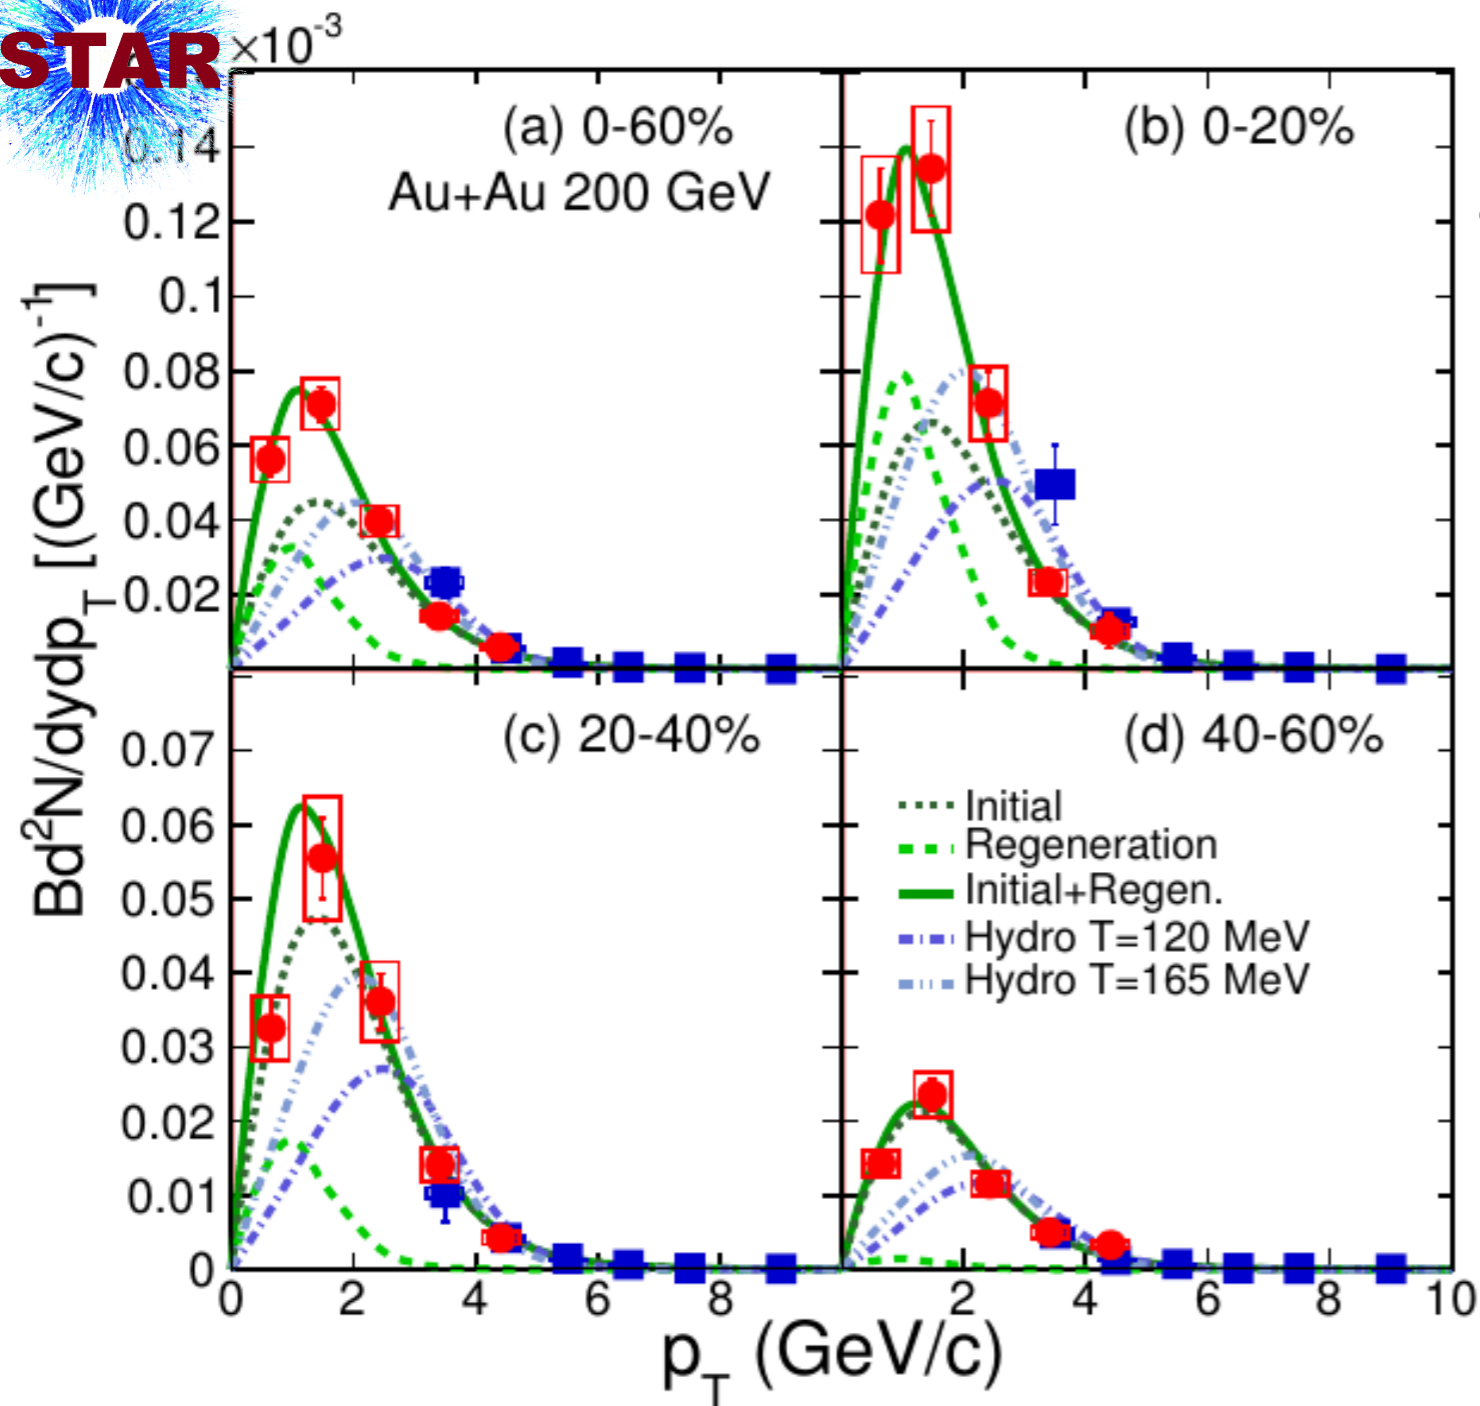 STAR
×10⁻³
(a) 0-60%
Au+Au 200 GeV
(b) 0-20%
0.14
0.12
0.1
0.08
0.06
0.04
0.02
Bd²N/dydp_T [(GeV/c)⁻¹]
(c) 20-40%
(d) 40-60%
0.07
0.06
0.05
0.04
0.03
0.02
0.01
0
Initial
Regeneration
Initial+Regen.
Hydro T=120 MeV
Hydro T=165 MeV
0 2 4 6 8 2 4 6 8 10
p_T (GeV/c)